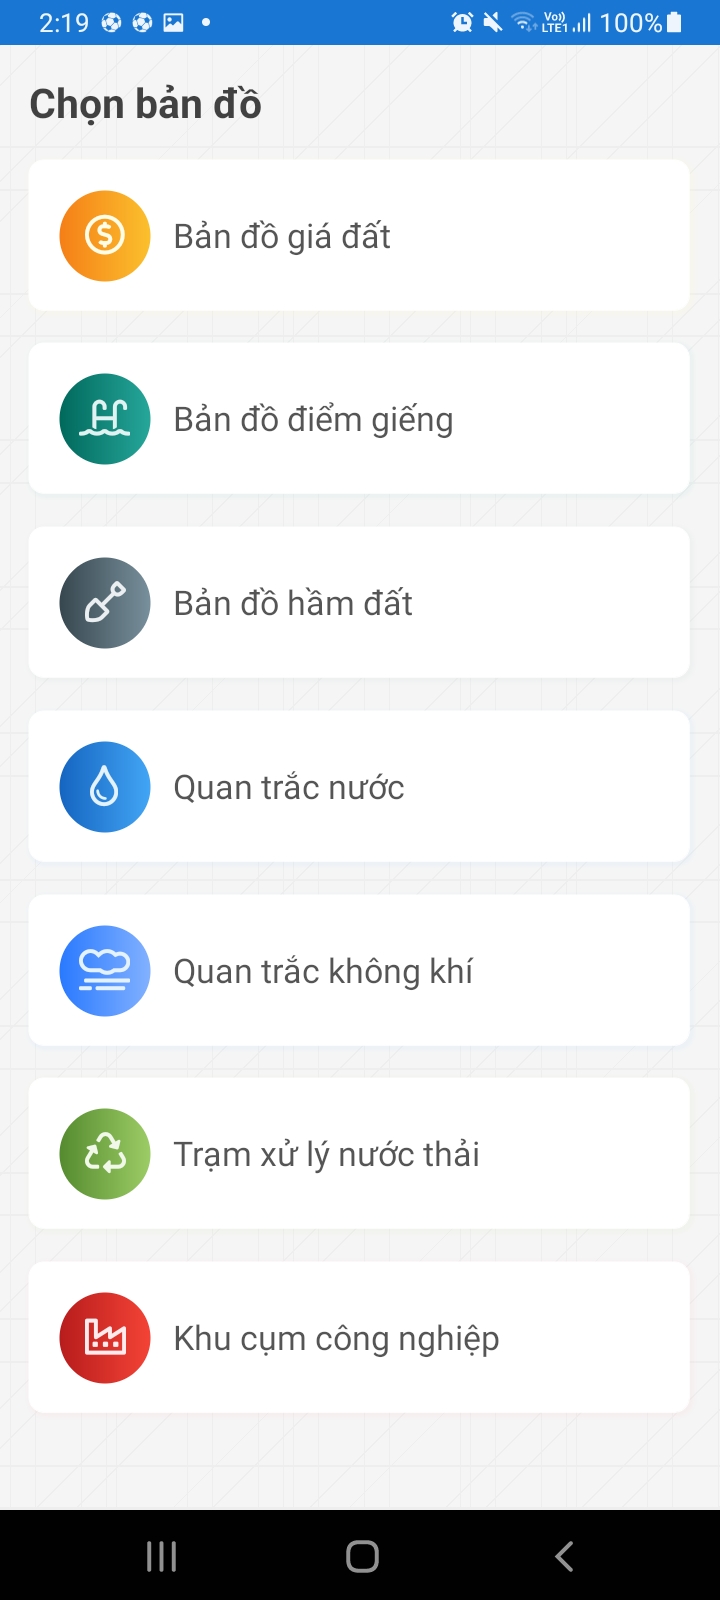 2:19
Vo))
LTE1
100%
Chọn bản đồ
Bản đồ giá đất
Bản đồ điểm giếng
Bản đồ hầm đất
Quan trắc nước
Quan trắc không khí
Trạm xử lý nước thải
Khu cụm công nghiệp